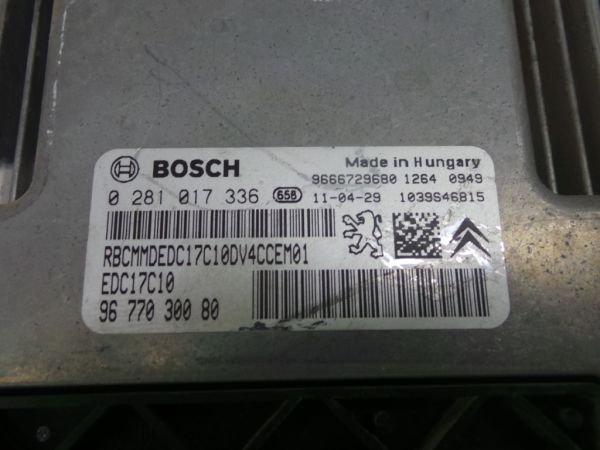 BOSCH
Made in Hungary
9666729680 1264 0949
0 281 017 336 658 11-04-29 1039S46815
RBCMMDEDC17C10DV4CCEM01
EDC17C10
96 770 300 80